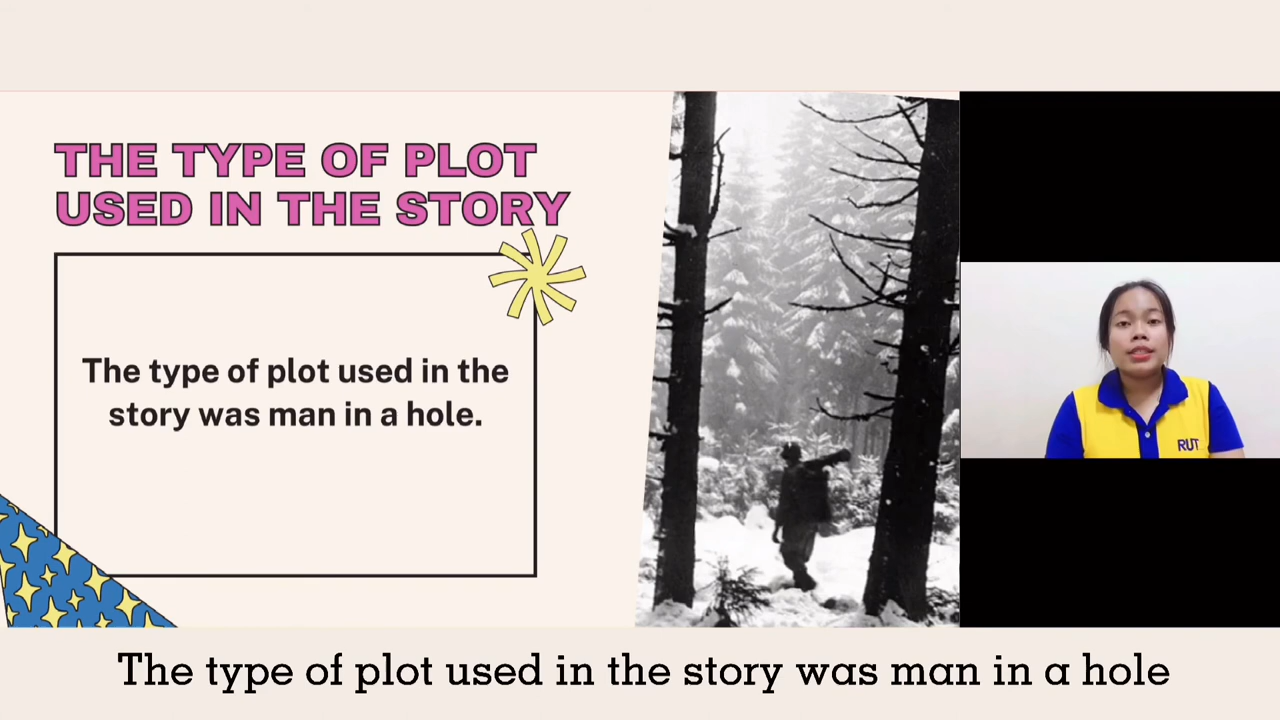 THE TYPE OF PLOT
USED IN THE STORY
The type of plot used in the
story was man in a hole.
RUT
The type of plot used in the story was man in a hole